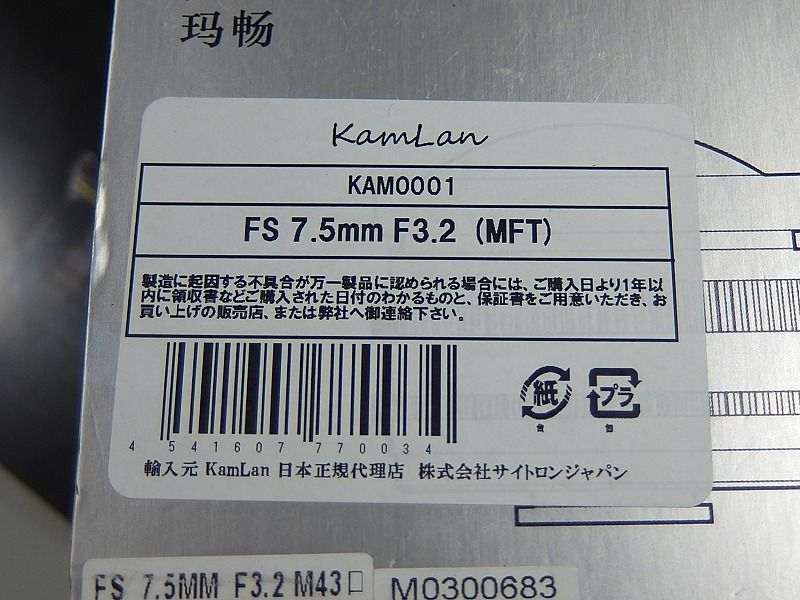 玛畅
KamLan
KAM0001
FS 7.5mm F3.2 (MFT)
製造に起因する不具合が万一製品に認められる場合には、ご購入日より1年以
内に領収書などご購入された日付のわかるものと、保証書をご用意いただき、お
買い上げの販売店、または弊社へ御連絡下さい。
紙 プラ
4 541607 770034
輸入元 KamLan 日本正規代理店 株式会社サイトロンジャパン
FS 7.5MM F3.2 M43口
M0300683